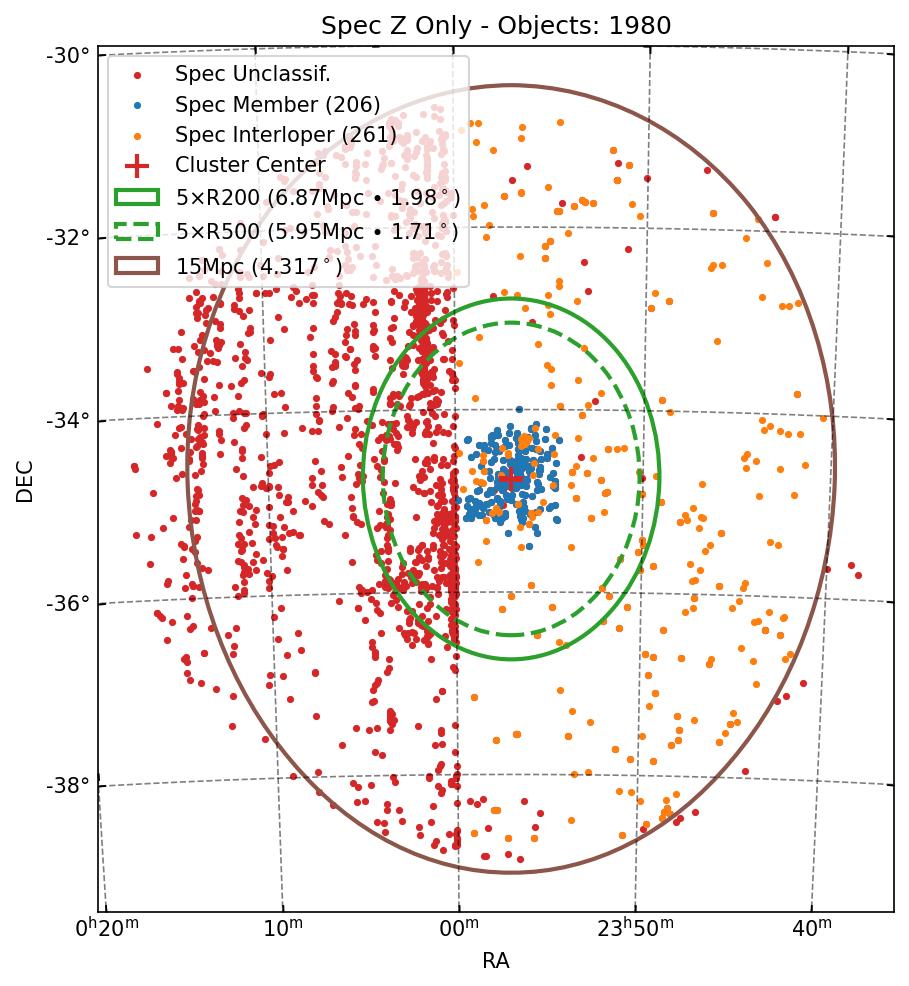 Spec Z Only - Objects: 1980
Spec Unclassif.
Spec Member (206)
Spec Interloper (261)
Cluster Center
5×R200 (6.87Mpc • 1.98°)
5×R500 (5.95Mpc • 1.71°)
15Mpc (4.317°)
-30°
-32°
-34°
-36°
-38°
DEC
0ʰ20ᵐ 10ᵐ 00ᵐ 23ʰ50ᵐ 40ᵐ
RA